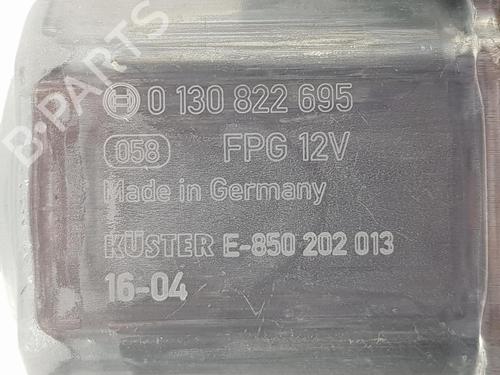 0 130 822 695
058 FPG 12V
Made in Germany
KÜSTER E-850 202 013
16-04
B-PARTS